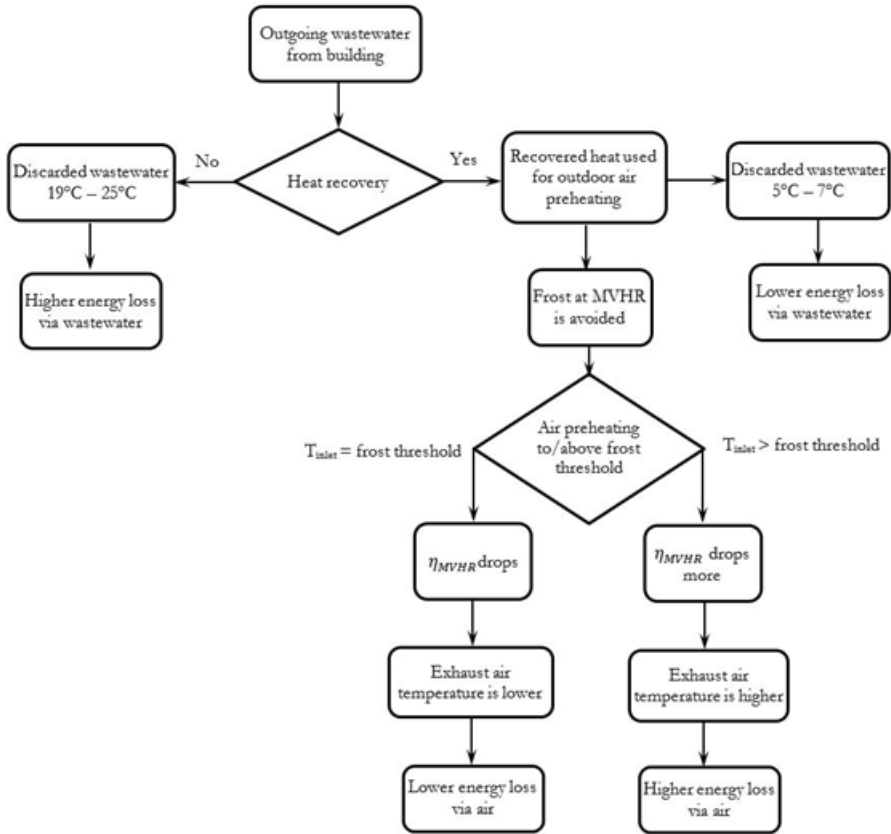 Outgoing wastewater
from building
No
Yes
Discarded wastewater
19°C – 25°C
Heat recovery
Recovered heat used
for outdoor air
preheating
Discarded wastewater
5°C – 7°C
Higher energy loss
via wastewater
Frost at MVHR
is avoided
Lower energy loss
via wastewater
Air preheating
to/above frost
threshold
T_inlet = frost threshold
T_inlet > frost threshold
η_MVHR drops
η_MVHR drops
more
Exhaust air
temperature is lower
Exhaust air
temperature is higher
Lower energy loss
via air
Higher energy loss
via air